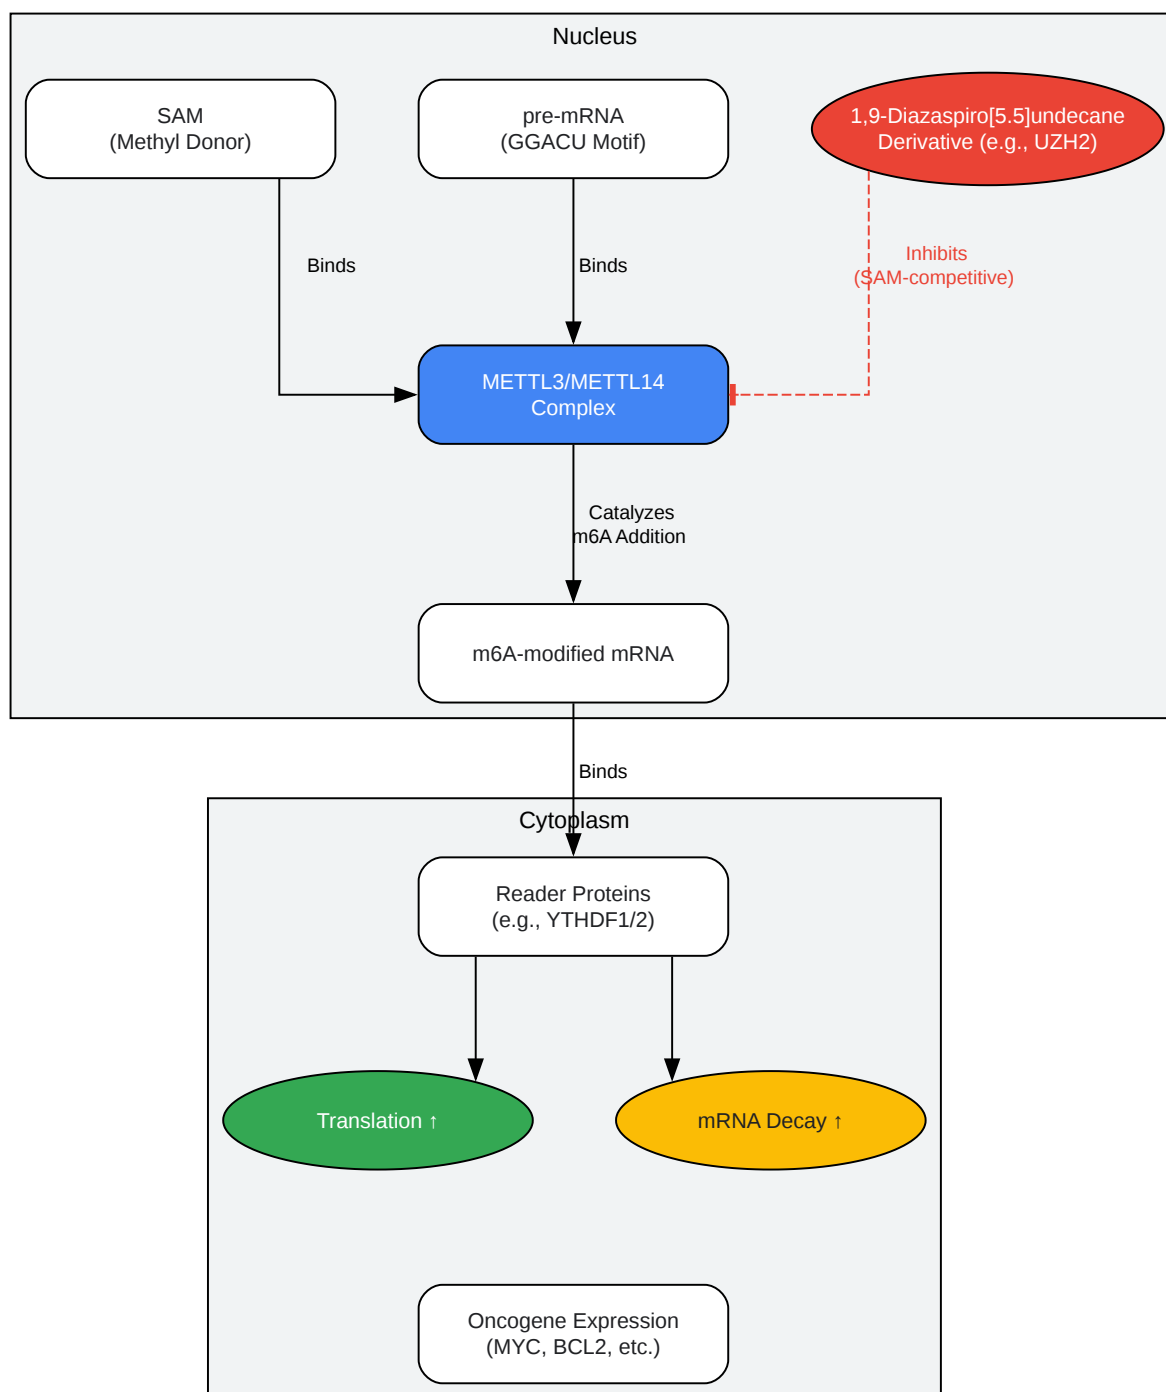 Nucleus
SAM
(Methyl Donor)
pre-mRNA
(GGACU Motif)
1,9-Diazaspiro[5.5]undecane
Derivative (e.g., UZH2)
Binds
Binds
Inhibits
(SAM-competitive)
METTL3/METTL14
Complex
Catalyzes
m6A Addition
m6A-modified mRNA
Binds
Cytoplasm
Reader Proteins
(e.g., YTHDF1/2)
Translation ↑
mRNA Decay ↑
Oncogene Expression
(MYC, BCL2, etc.)